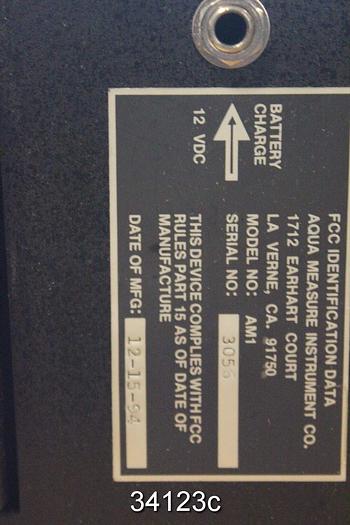 FCC IDENTIFICATION DATA
AQUA MEASURE INSTRUMENT CO.
1712 EARHART COURT
LA VERNE, CA. 91750
MODEL NO: AM1
SERIAL NO: 3056
BATTERY
CHARGE
12 VDC
THIS DEVICE COMPLIES WITH FCC
RULES PART 15 AS OF DATE OF
MANUFACTURE
DATE OF MFG: 12-15-94
34123c